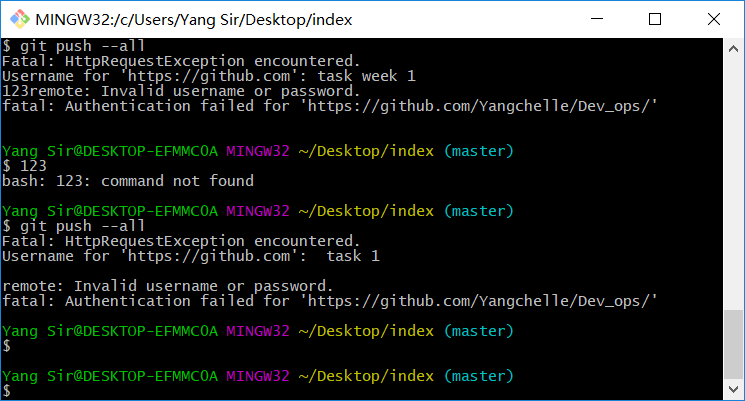 MINGW32:/c/Users/Yang Sir/Desktop/index
$ git push --all
Fatal: HttpRequestException encountered.
Username for 'https://github.com': task week 1
123remote: Invalid username or password.
fatal: Authentication failed for 'https://github.com/Yangchelle/Dev_ops/'
Yang Sir@DESKTOP-EFMMC0A MINGW32 ~/Desktop/index (master)
$ 123
bash: 123: command not found
Yang Sir@DESKTOP-EFMMC0A MINGW32 ~/Desktop/index (master)
$ git push --all
Fatal: HttpRequestException encountered.
Username for 'https://github.com':  task 1
remote: Invalid username or password.
fatal: Authentication failed for 'https://github.com/Yangchelle/Dev_ops/'
Yang Sir@DESKTOP-EFMMC0A MINGW32 ~/Desktop/index (master)
$
Yang Sir@DESKTOP-EFMMC0A MINGW32 ~/Desktop/index (master)
$